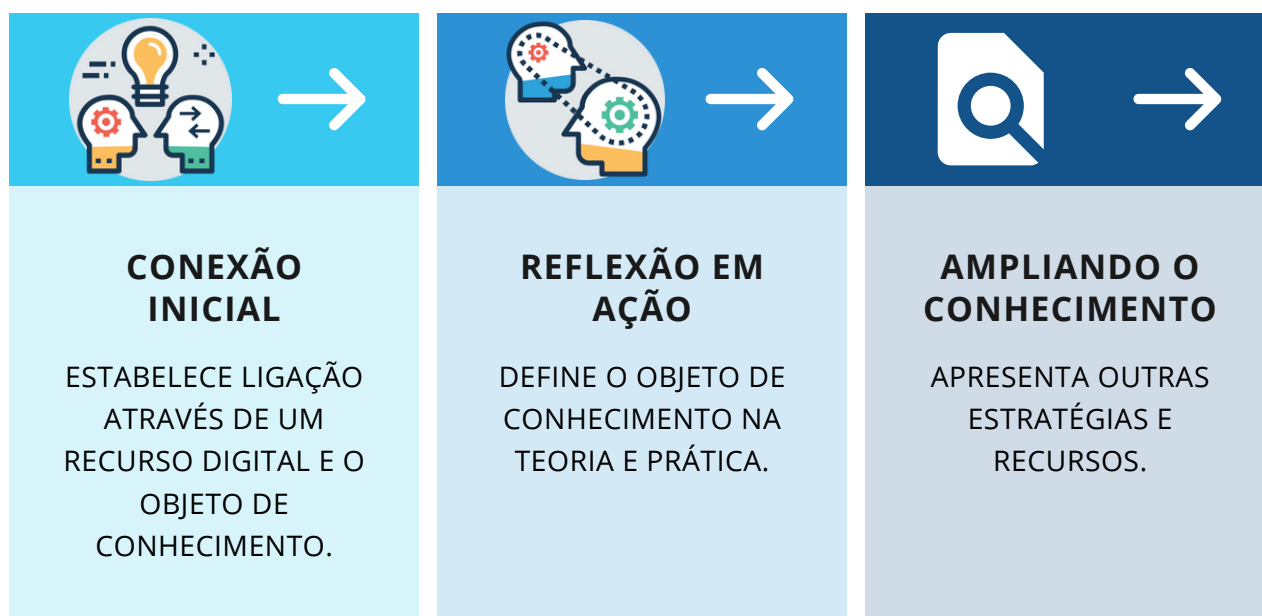 CONEXÃO
INICIAL
ESTABELECE LIGAÇÃO
ATRAVÉS DE UM
RECURSO DIGITAL E O
OBJETO DE
CONHECIMENTO.
REFLEXÃO EM
AÇÃO
DEFINE O OBJETO DE
CONHECIMENTO NA
TEORIA E PRÁTICA.
AMPLIANDO O
CONHECIMENTO
APRESENTA OUTRAS
ESTRATÉGIAS E
RECURSOS.